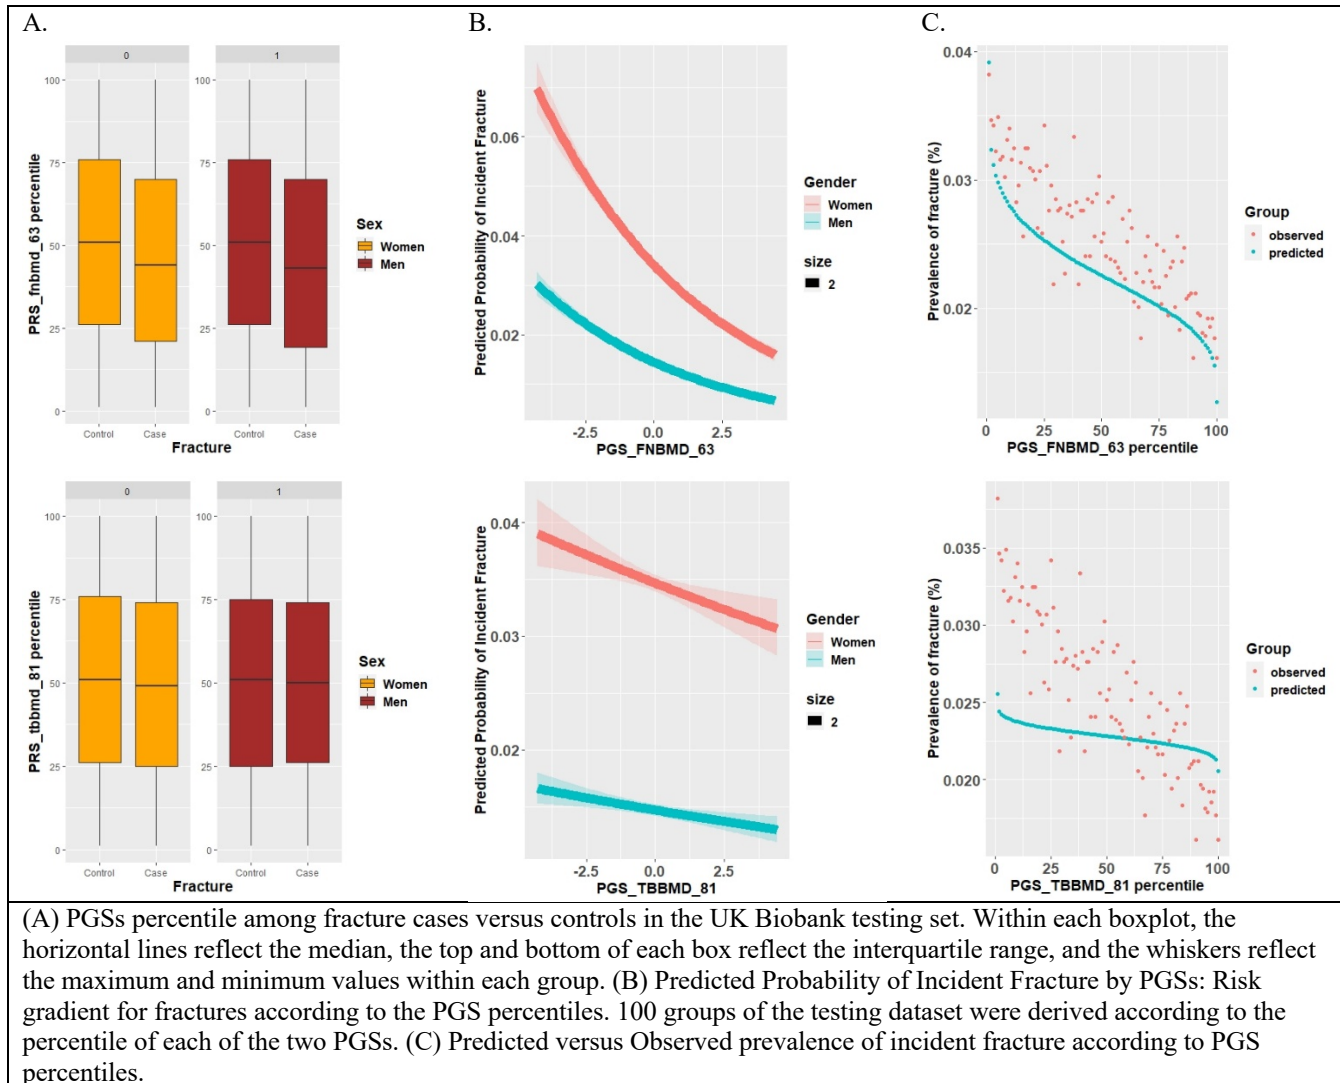 A.
B.
C.
0
1
100
75
50
25
0
100
75
50
25
0
PRS_fnbmd_63 percentile
Control
Case
Control
Case
Fracture
Sex
Women
Men
0.06
0.04
0.02
Predicted Probability of Incident Fracture
-2.5
0.0
2.5
PGS_FNBMD_63
Gender
Women
Men
size
2
0.04
0.03
0.02
Prevalence of fracture (%)
0
25
50
75
100
PGS_FNBMD_63 percentile
Group
observed
predicted
0
1
100
75
50
25
0
100
75
50
25
0
PRS_tbbmd_81 percentile
Control
Case
Control
Case
Fracture
Sex
Women
Men
0.04
0.03
0.02
Predicted Probability of Incident Fracture
-2.5
0.0
2.5
PGS_TBBMD_81
Gender
Women
Men
size
2
0.035
0.030
0.025
0.020
Prevalence of fracture (%)
0
25
50
75
100
PGS_TBBMD_81 percentile
Group
observed
predicted
(A) PGSs percentile among fracture cases versus controls in the UK Biobank testing set. Within each boxplot, the
horizontal lines reflect the median, the top and bottom of each box reflect the interquartile range, and the whiskers reflect
the maximum and minimum values within each group. (B) Predicted Probability of Incident Fracture by PGSs: Risk
gradient for fractures according to the PGS percentiles. 100 groups of the testing dataset were derived according to the
percentile of each of the two PGSs. (C) Predicted versus Observed prevalence of incident fracture according to PGS
percentiles.